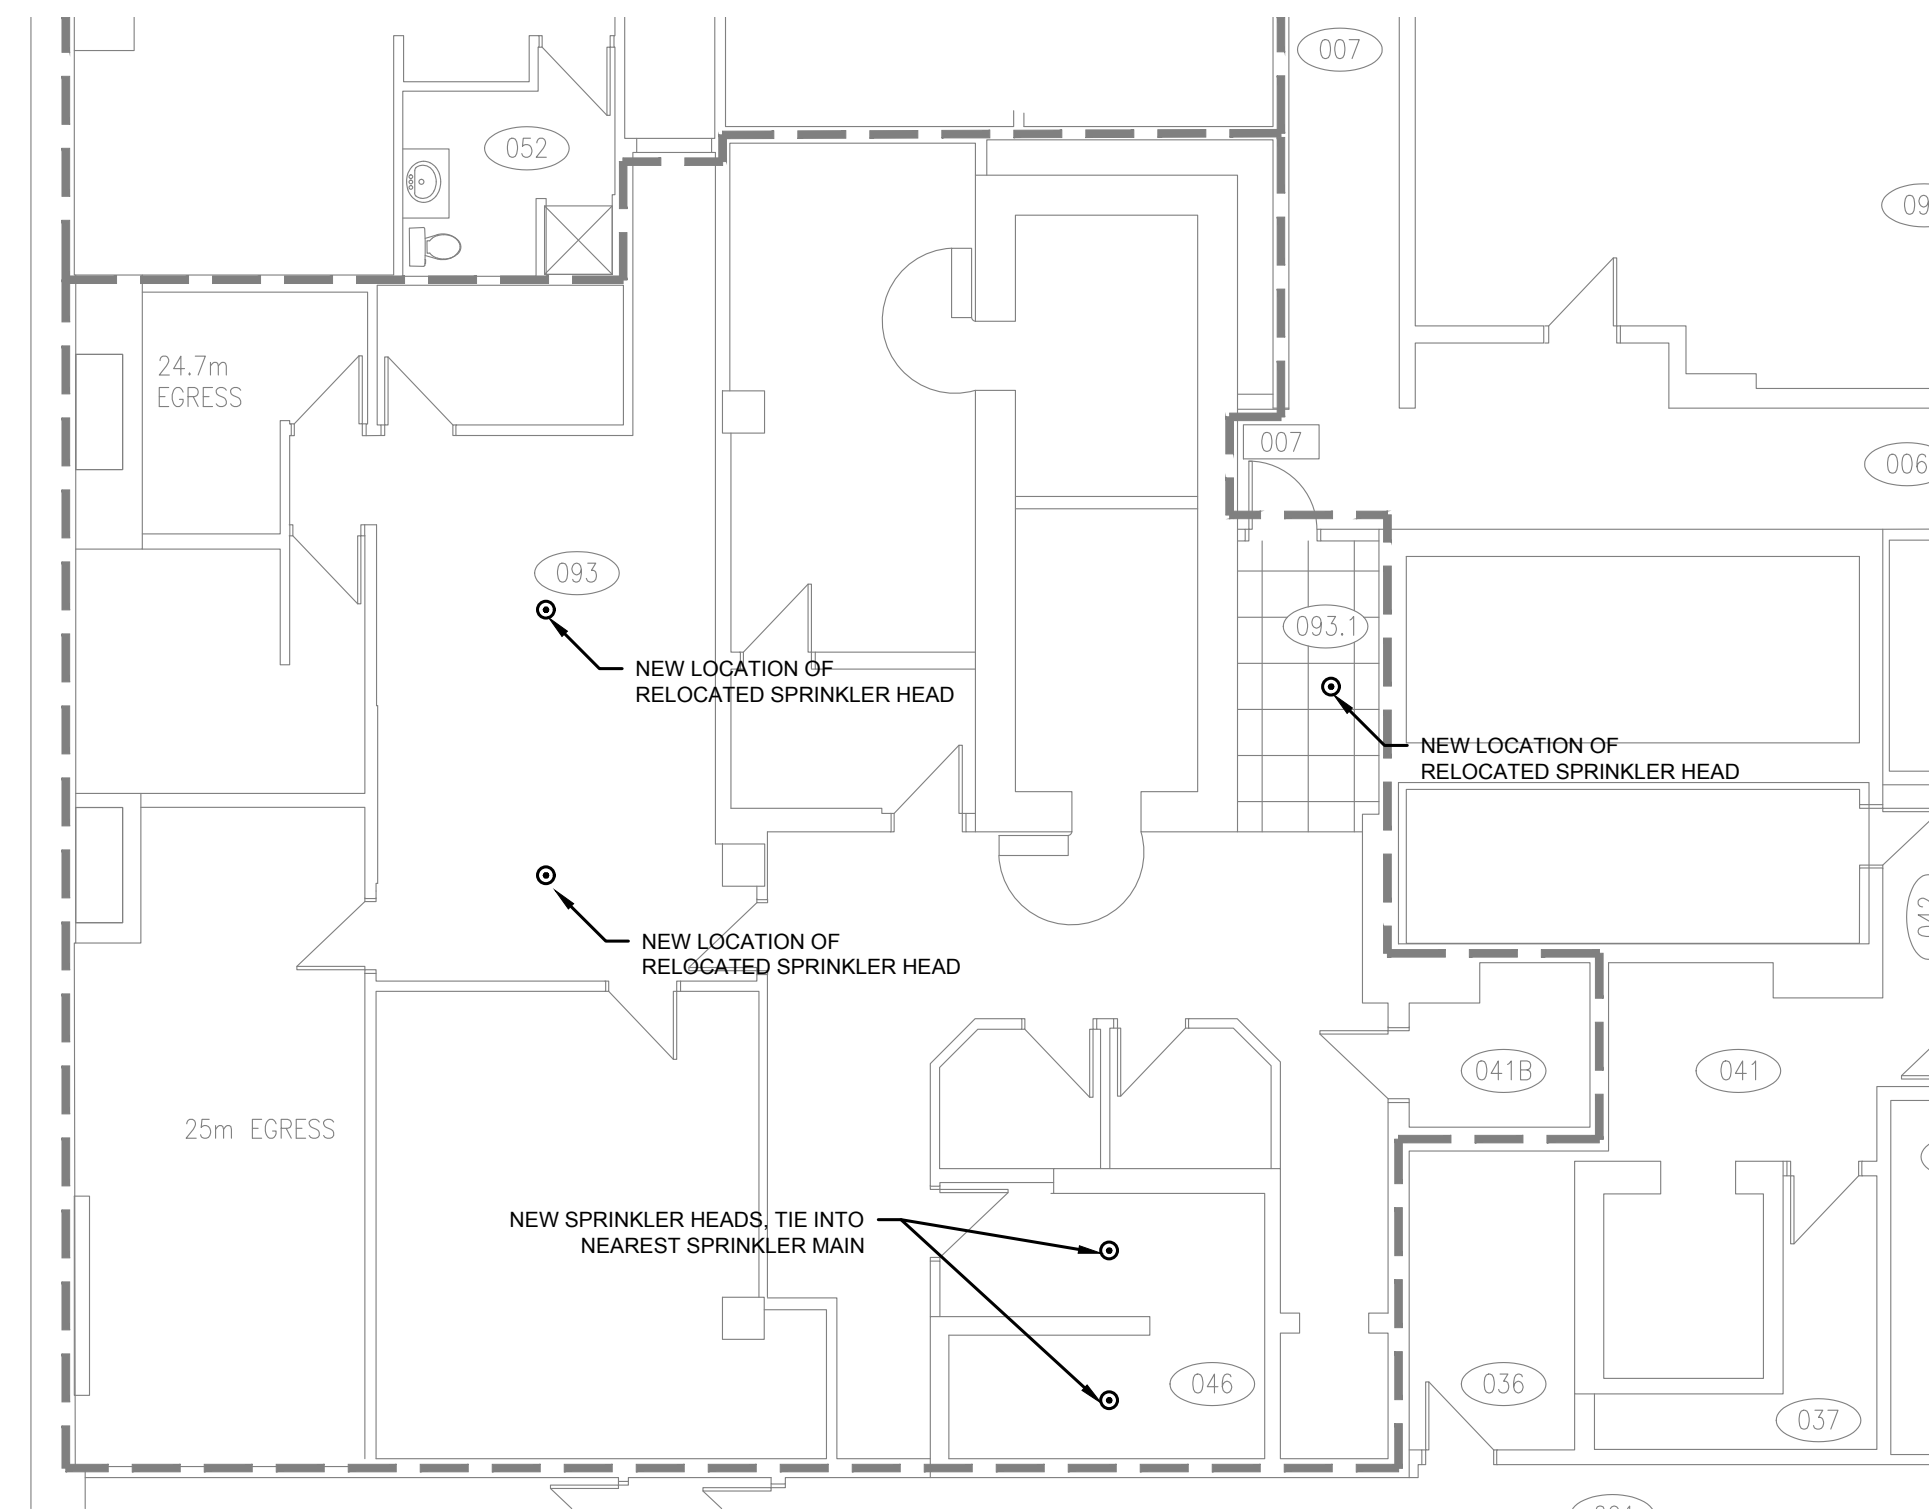 007
052
24.7m
EGRESS
007
006
093
093.1
NEW LOCATION OF
RELOCATED SPRINKLER HEAD
NEW LOCATION OF
RELOCATED SPRINKLER HEAD
NEW LOCATION OF
RELOCATED SPRINKLER HEAD
041B
041
25m EGRESS
NEW SPRINKLER HEADS, TIE INTO
NEAREST SPRINKLER MAIN
046
036
037